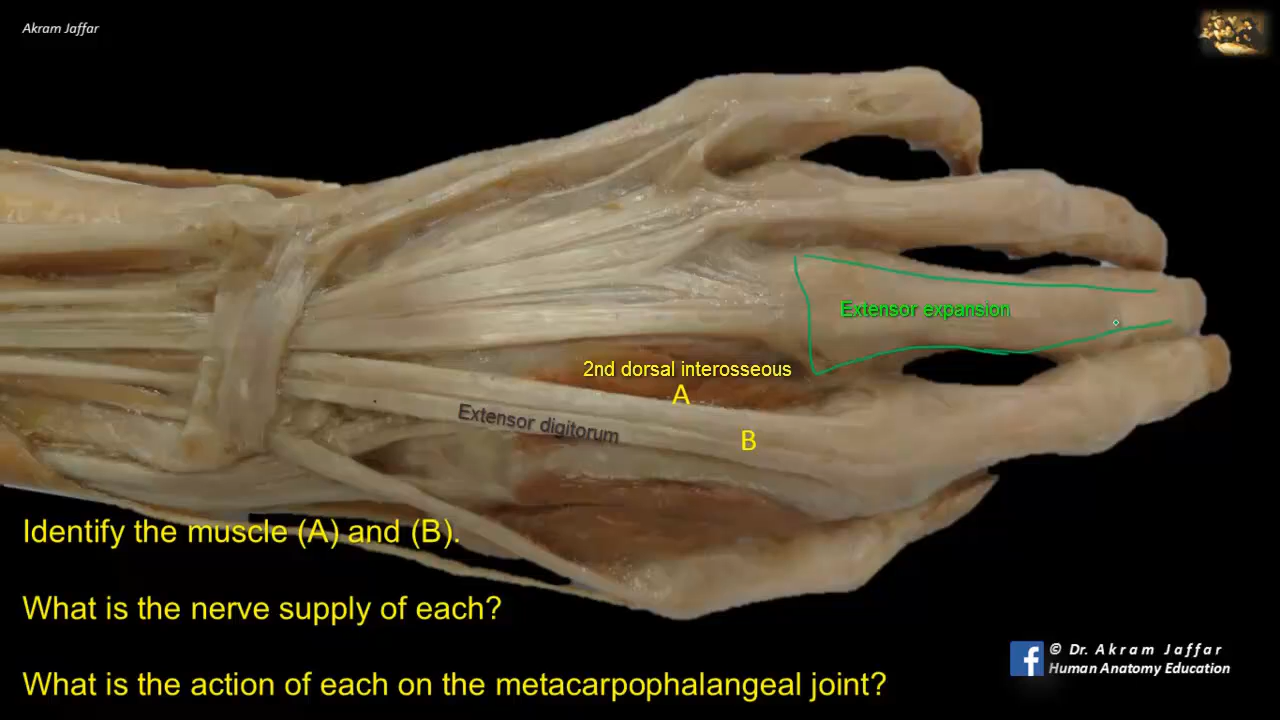 Akram Jaffar
Extensor expansion
2nd dorsal interosseous
A
Extensor digitorum
B
Identify the muscle (A) and (B).
What is the nerve supply of each?
What is the action of each on the metacarpophalangeal joint?
f
© Dr. Akram Jaffar
Human Anatomy Education